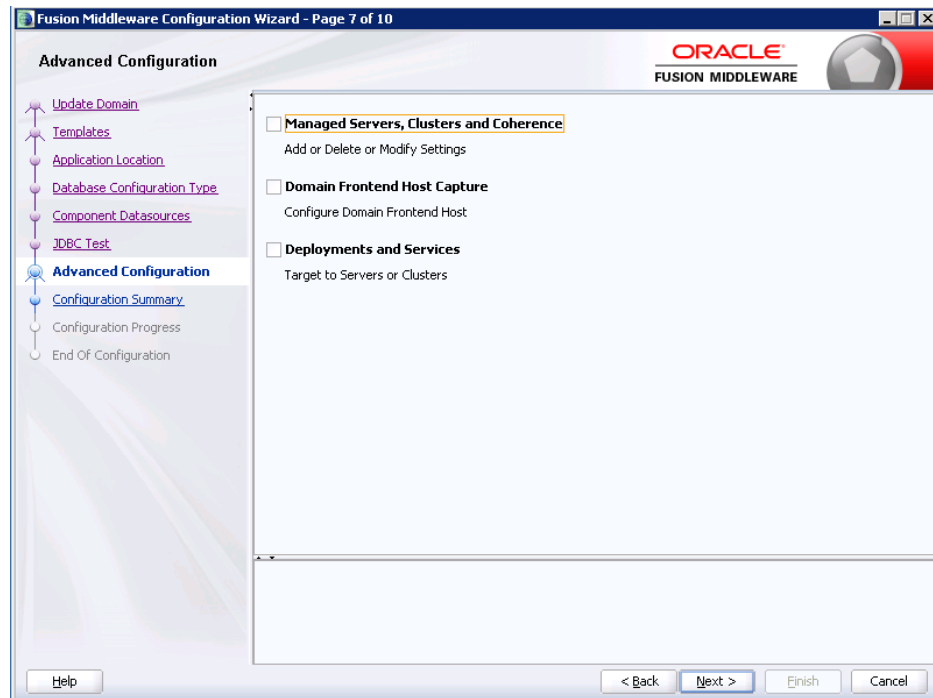 Fusion Middleware Configuration Wizard - Page 7 of 10
Advanced Configuration
ORACLE
FUSION MIDDLEWARE
Update Domain
Templates
Application Location
Database Configuration Type
Component Datasources
JDBC Test
Advanced Configuration
Configuration Summary
Configuration Progress
End Of Configuration
Managed Servers, Clusters and Coherence
Add or Delete or Modify Settings
Domain Frontend Host Capture
Configure Domain Frontend Host
Deployments and Services
Target to Servers or Clusters
Help
< Back
Next >
Finish
Cancel